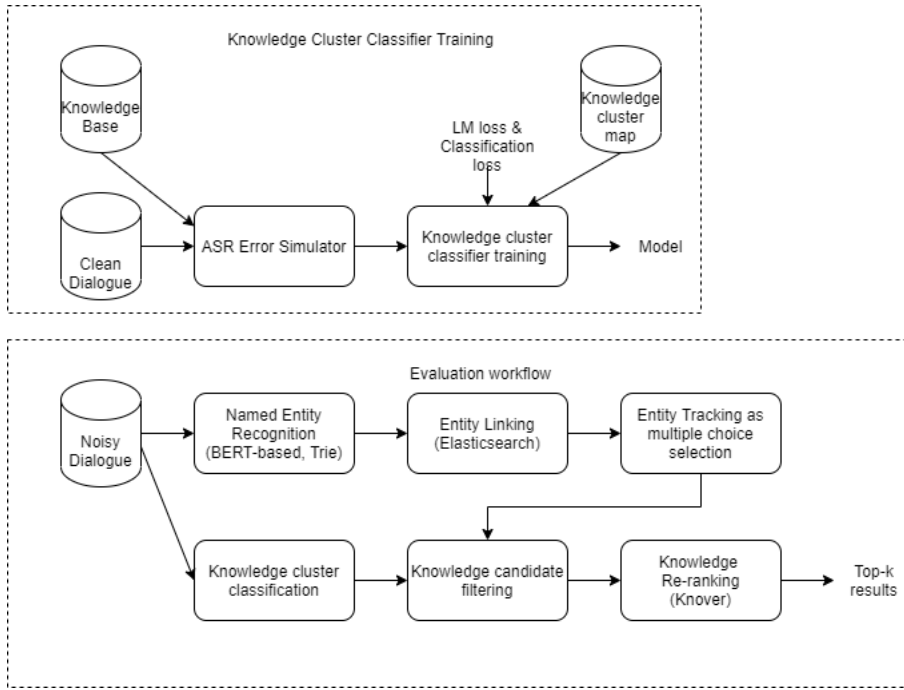 Knowledge Cluster Classifier Training
Knowledge
Base
Knowledge
cluster
map
LM loss &
Classification
loss
Clean
Dialogue
ASR Error Simulator
Knowledge cluster
classifier training
Model
Evaluation workflow
Noisy
Dialogue
Named Entity
Recognition
(BERT-based, Trie)
Entity Linking
(Elasticsearch)
Entity Tracking as
multiple choice
selection
Knowledge cluster
classification
Knowledge candidate
filtering
Knowledge
Re-ranking
(Knover)
Top-k
results